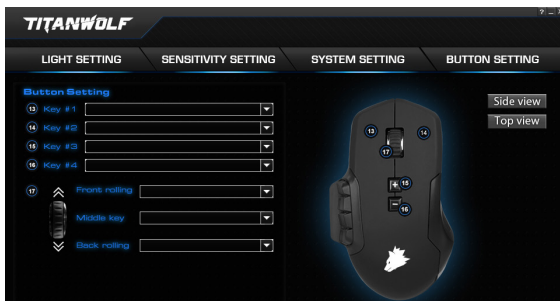 ? _ x
TITANWOLF
LIGHT SETTING SENSITIVITY SETTING SYSTEM SETTING BUTTON SETTING
Button Setting
13 Key #1
14 Key #2
15 Key #3
16 Key #4
17 Front rolling
Middle key
Back rolling
Side view
Top view
13 14
17
+ 15
- 16